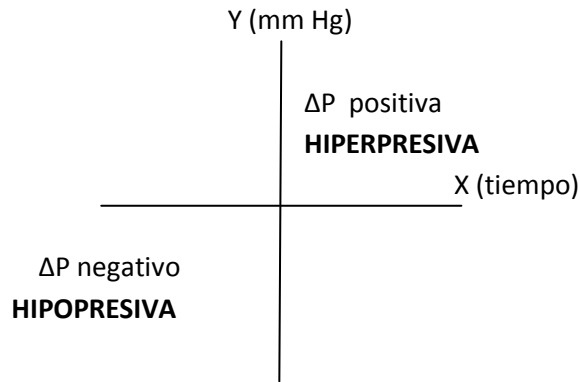 Y (mm Hg)
ΔP positiva
HIPERPRESIVA
X (tiempo)
ΔP negativo
HIPOPRESIVA